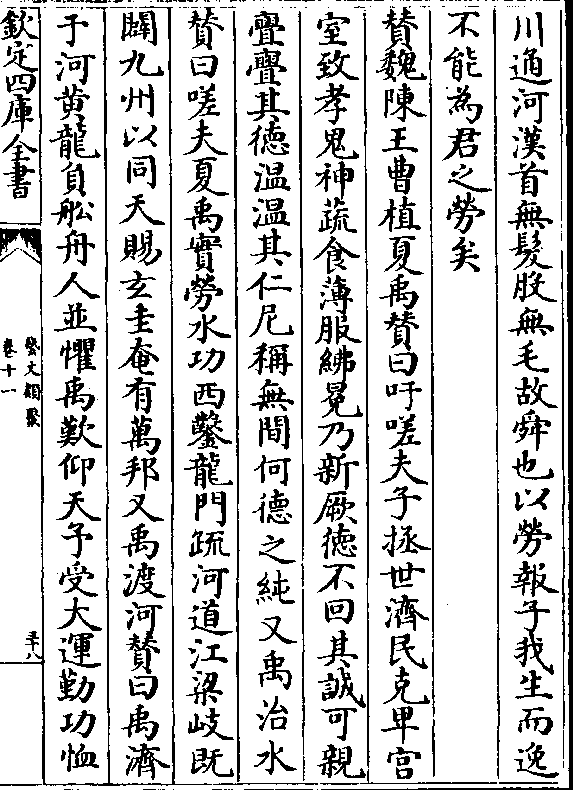 川通河漢首無髮股無毛故舜也以勞報子我生而逸
不能為君之勞矣
贊魏陳王曹植夏禹贊曰吁嗟夫子拯世濟民克卑宮
室致孝鬼神蔬食薄服紼冕乃新厥德不回其誠可親
亹亹其德温温其仁尼稱無間何德之純又禹治水
贊曰嗟夫夏禹實勞水功西鑿龍門疏河道江梁岐既
闢九州以同天賜玄圭奄有萬邦又禹渡河贊曰禹濟
于河黄龍負舩舟人並懼禹歎仰天予受大運勤功恤
欽定四庫全書
藝文類聚
卷十一
三十八